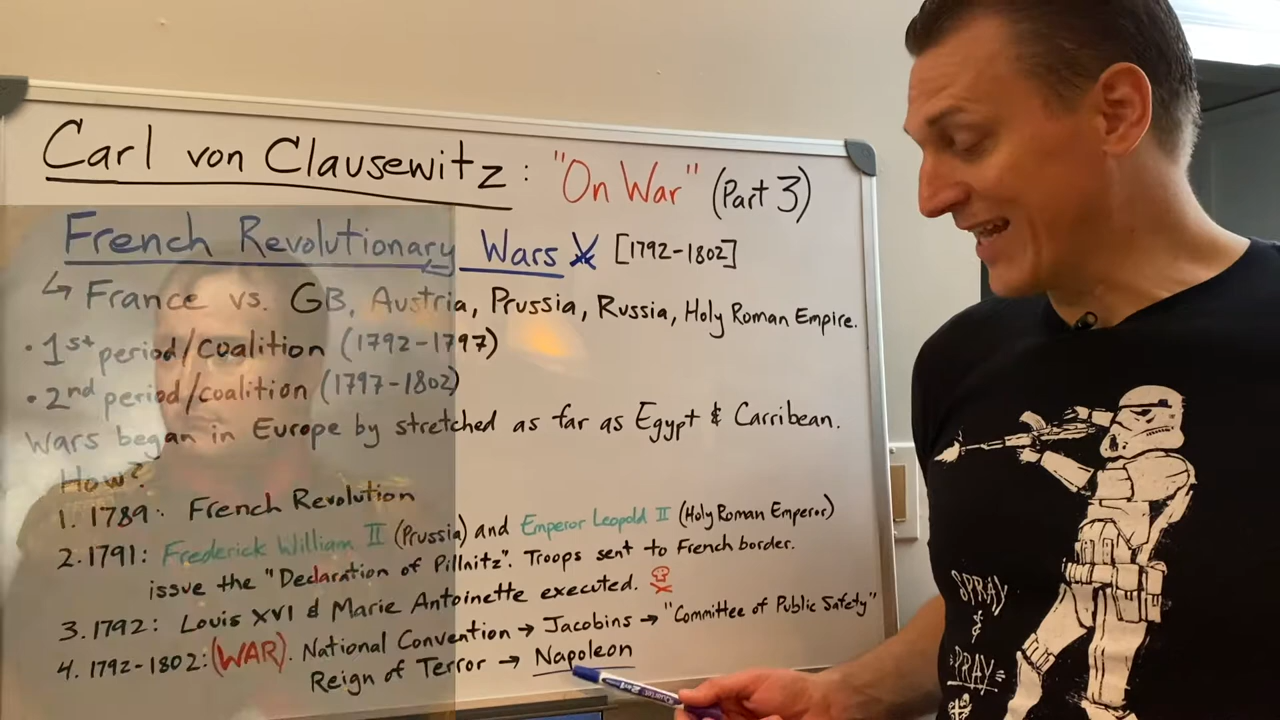 Carl von Clausewitz: "On War" (Part 3)
French Revolutionary Wars [1792-1802]
↳ France vs. GB, Austria, Prussia, Russia, Holy Roman Empire.
• 1st period/coalition (1792-1797)
• 2nd period/coalition (1797-1802)
Wars began in Europe by stretched as far as Egypt & Carribean.
How?
1. 1789: French Revolution
2. 1791: Frederick William II (Prussia) and Emperor Leopold II (Holy Roman Emperor)
issue the "Declaration of Pillnitz". Troops sent to French border.
3. 1792: Louis XVI & Marie Antoinette executed.
4. 1792-1802: (WAR). National Convention → Jacobins → "Committee of Public Safety"
Reign of Terror → Napoleon
SPRAY
&
PRAY